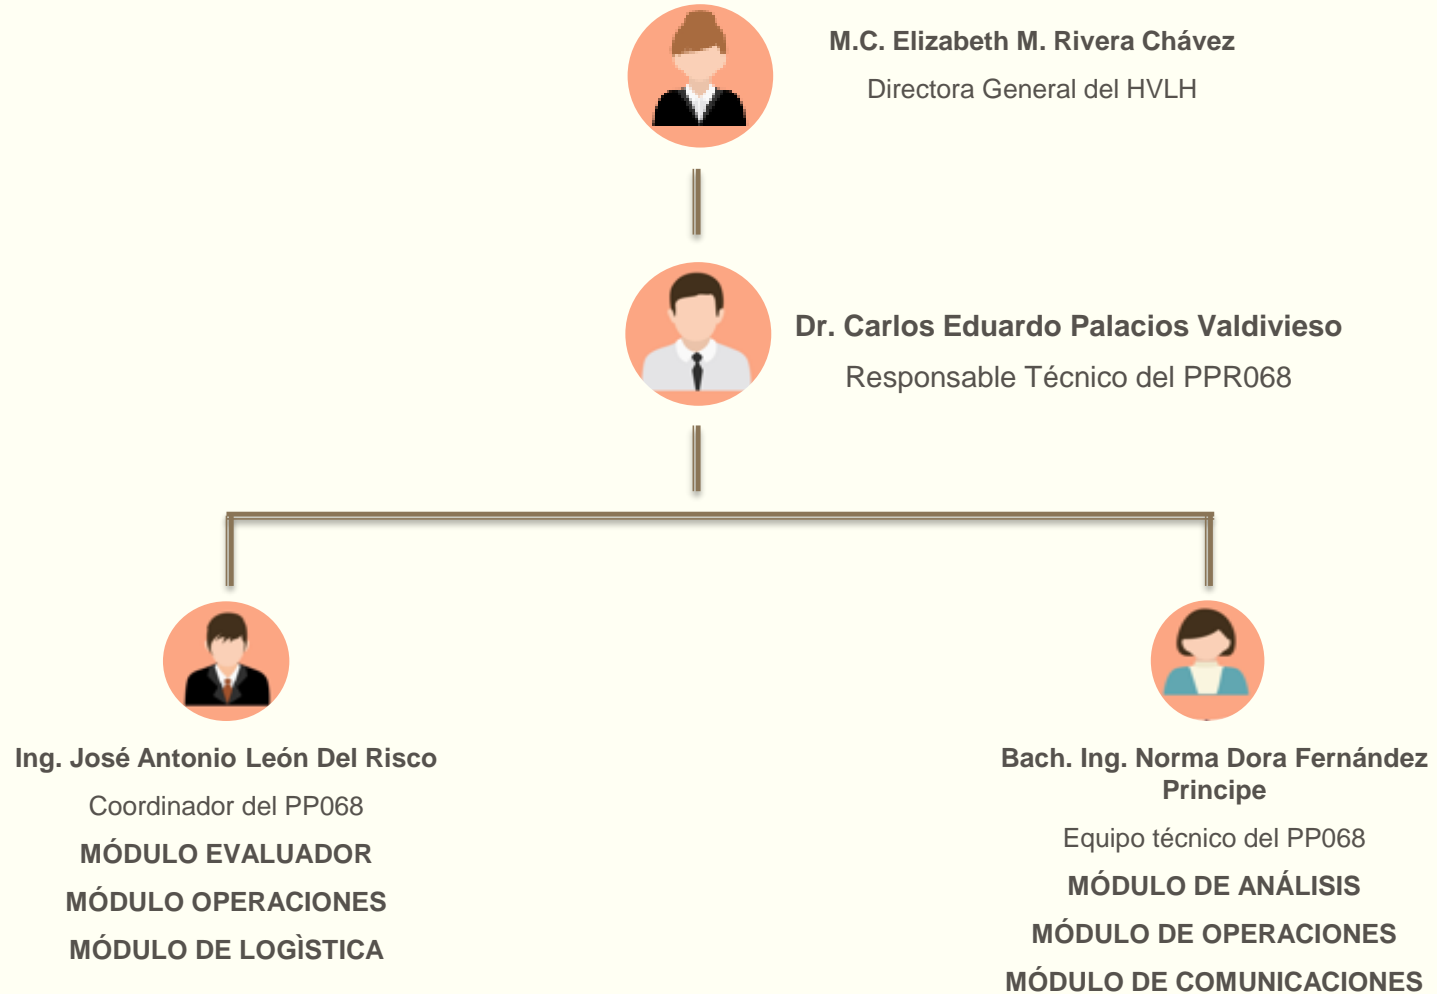 M.C. Elizabeth M. Rivera Chávez
Directora General del HVLH
Dr. Carlos Eduardo Palacios Valdivieso
Responsable Técnico del PPR068
Ing. José Antonio León Del Risco
Coordinador del PP068
MÓDULO EVALUADOR
MÓDULO OPERACIONES
MÓDULO DE LOGÌSTICA
Bach. Ing. Norma Dora Fernández
Principe
Equipo técnico del PP068
MÓDULO DE ANÁLISIS
MÓDULO DE OPERACIONES
MÓDULO DE COMUNICACIONES